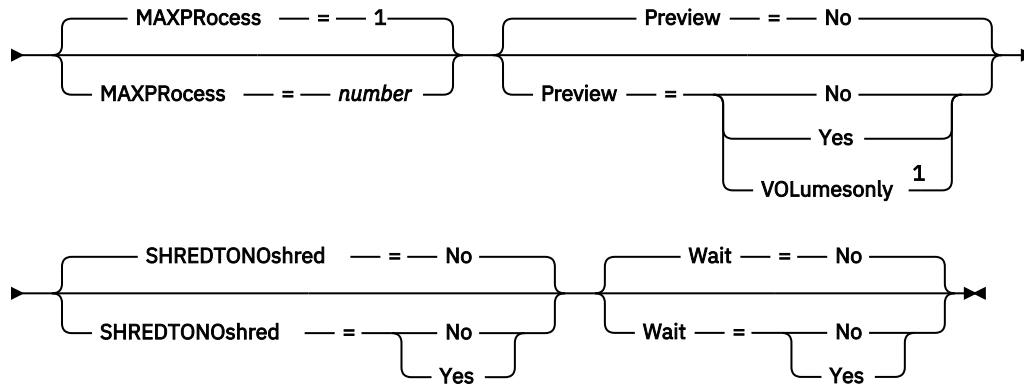 MAXPRocess = 1 Preview = No
MAXPRocess = number Preview = No
Yes
VOLumesonly 1
SHREDTONOshred = No Wait = No
SHREDTONOshred = No Wait = No
Yes Yes